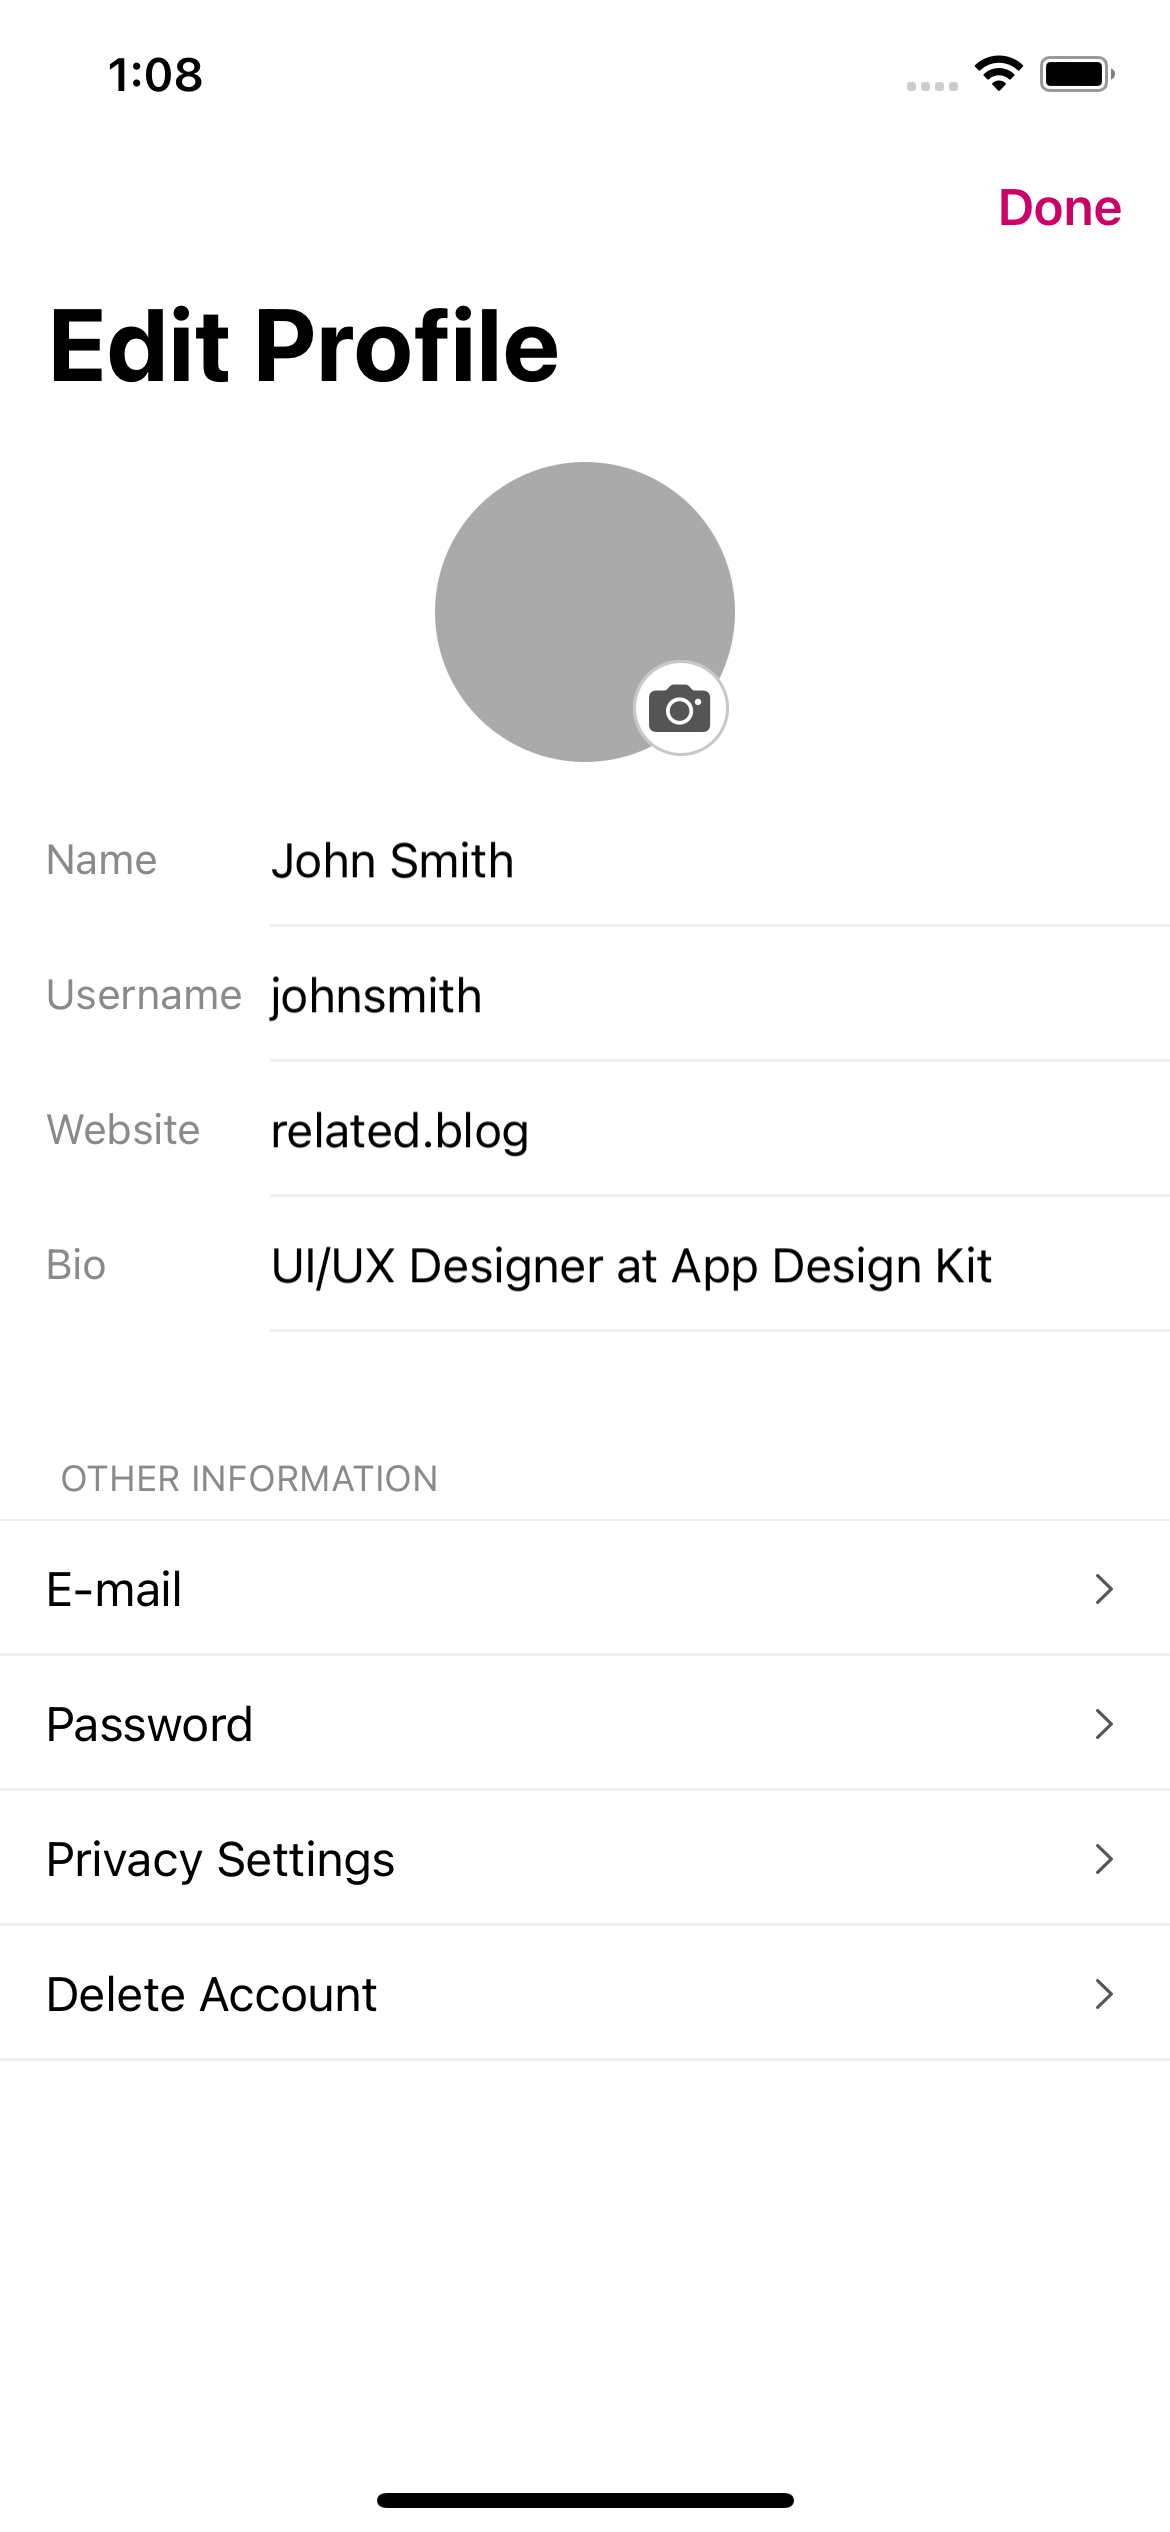 1:08
Done
Edit Profile
Name John Smith
Username johnsmith
Website related.blog
Bio UI/UX Designer at App Design Kit
OTHER INFORMATION
E-mail
Password
Privacy Settings
Delete Account